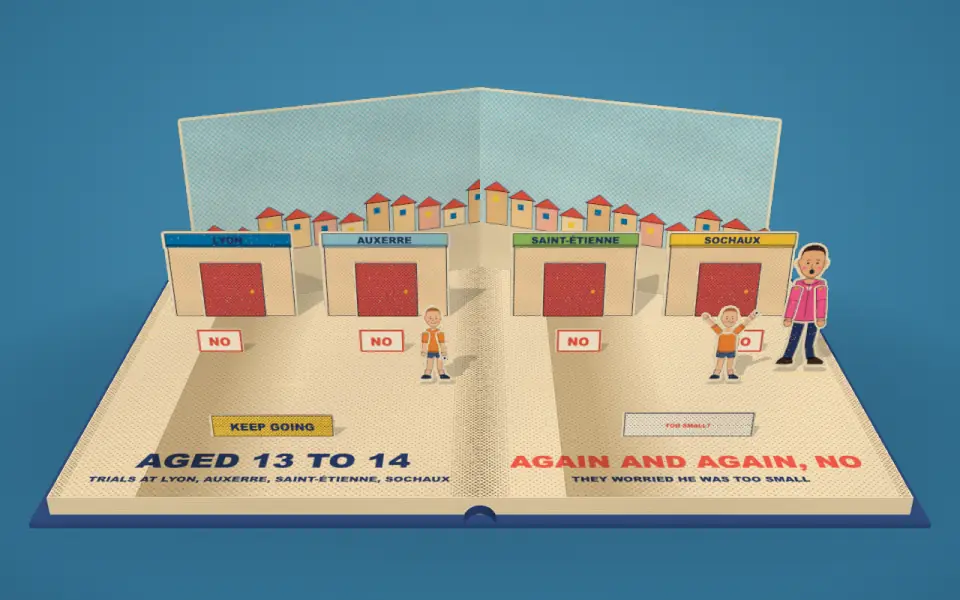 LYON
AUXERRE
SAINT-ÉTIENNE
SOCHAUX
NO
NO
NO
KEEP GOING
TOO SMALL?
AGED 13 TO 14
TRIALS AT LYON, AUXERRE, SAINT-ÉTIENNE, SOCHAUX
AGAIN AND AGAIN, NO
THEY WORRIED HE WAS TOO SMALL